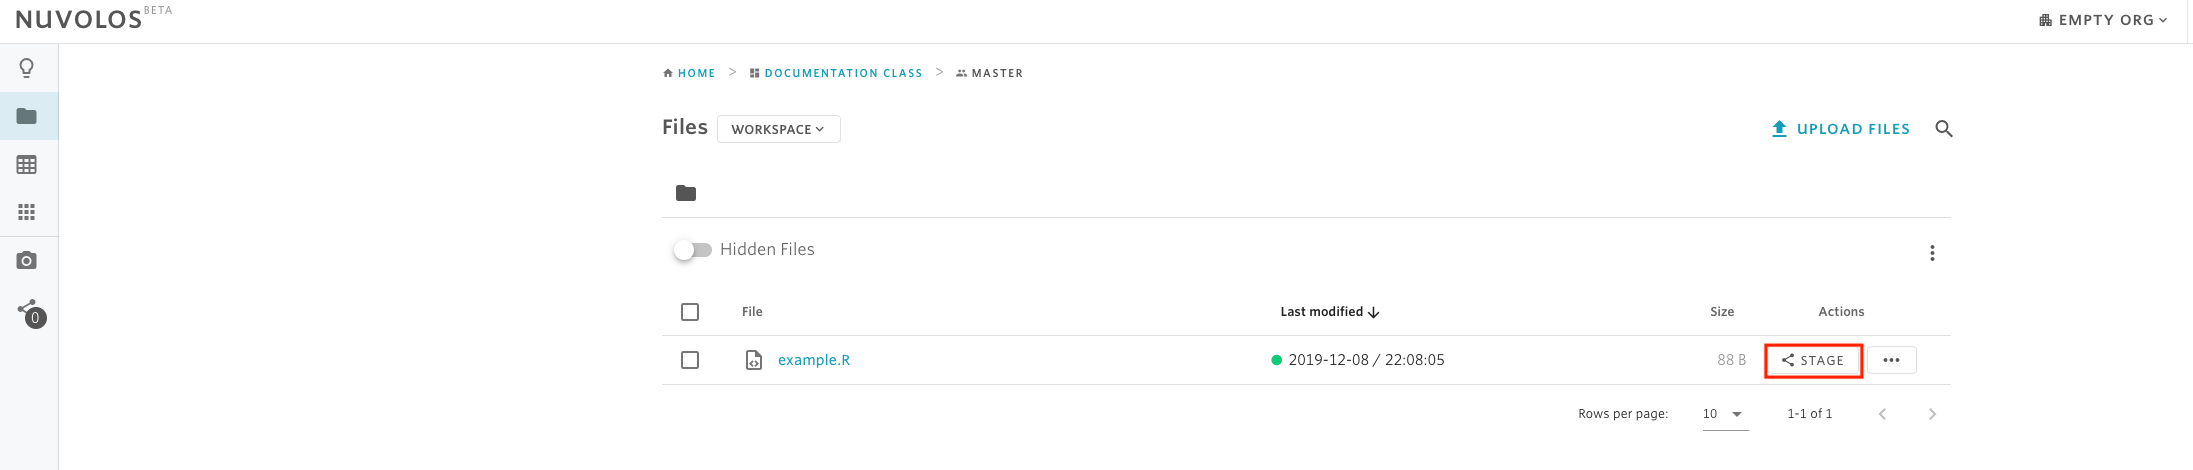 NUVOLOS BETA
EMPTY ORG
HOME > DOCUMENTATION CLASS > MASTER
Files WORKSPACE
UPLOAD FILES
Hidden Files
File Last modified Size Actions
example.R 2019-12-08 / 22:08:05 88 B STAGE
0
Rows per page: 10 1-1 of 1